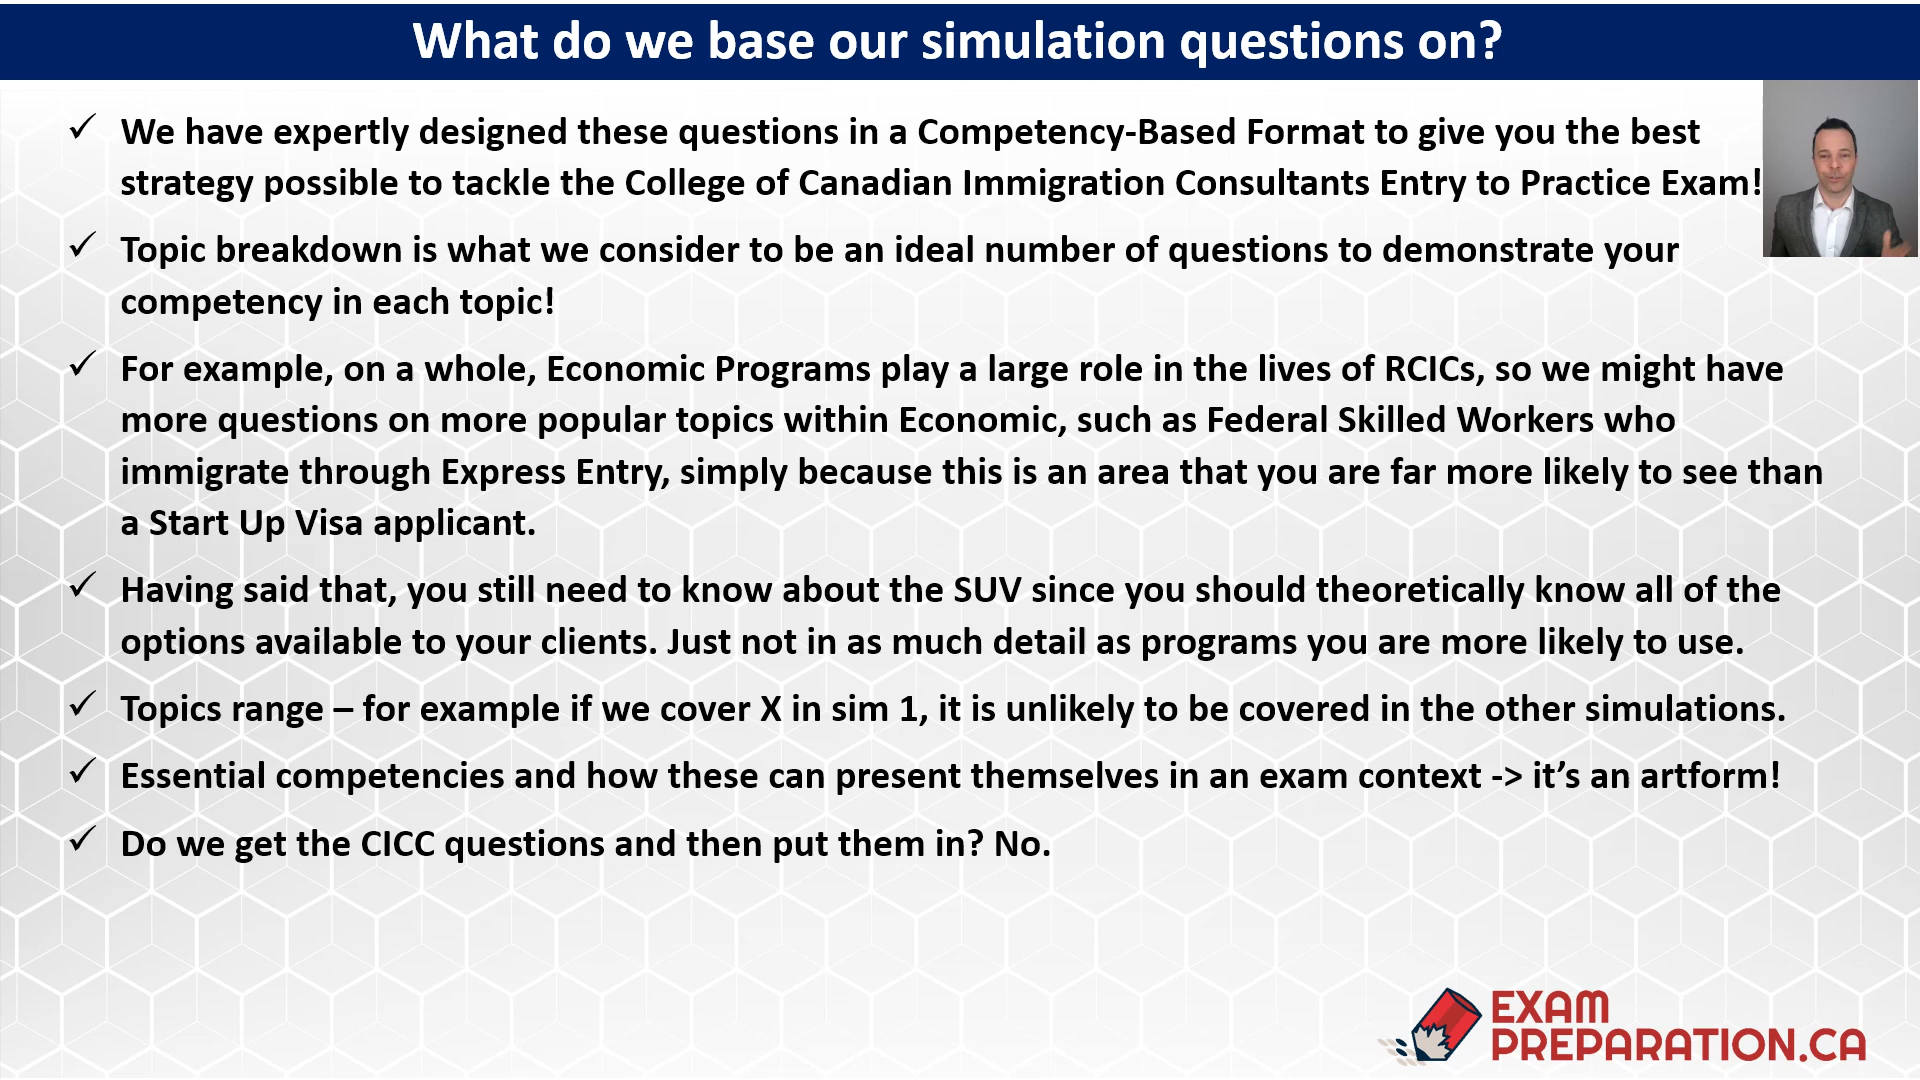 What do we base our simulation questions on?
✓ We have expertly designed these questions in a Competency-Based Format to give you the best
strategy possible to tackle the College of Canadian Immigration Consultants Entry to Practice Exam!
✓ Topic breakdown is what we consider to be an ideal number of questions to demonstrate your
competency in each topic!
✓ For example, on a whole, Economic Programs play a large role in the lives of RCICs, so we might have
more questions on more popular topics within Economic, such as Federal Skilled Workers who
immigrate through Express Entry, simply because this is an area that you are far more likely to see than
a Start Up Visa applicant.
✓ Having said that, you still need to know about the SUV since you should theoretically know all of the
options available to your clients. Just not in as much detail as programs you are more likely to use.
✓ Topics range – for example if we cover X in sim 1, it is unlikely to be covered in the other simulations.
✓ Essential competencies and how these can present themselves in an exam context -> it’s an artform!
✓ Do we get the CICC questions and then put them in? No.
EXAM
PREPARATION.CA